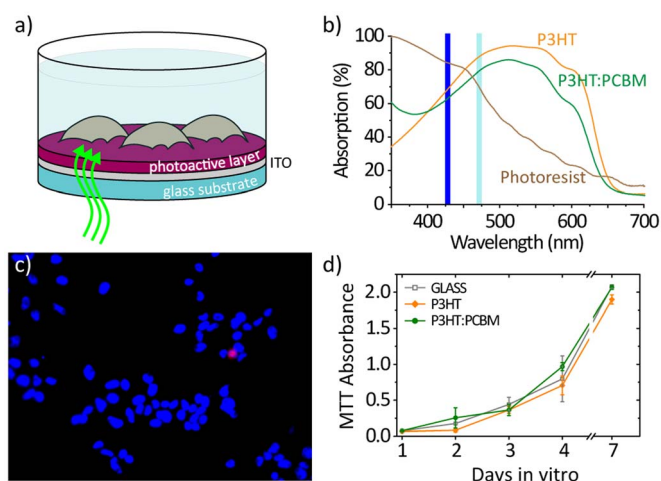 a)
photoactive layer
ITO
glass substrate
b)
Absorption (%)
100
80
60
40
20
0
P3HT
P3HT:PCBM
Photoresist
400 500 600 700
Wavelength (nm)
c)
d)
MTT Absorbance
2.0
1.5
1.0
0.5
0.0
GLASS
P3HT
P3HT:PCBM
1 2 3 4 7
Days in vitro